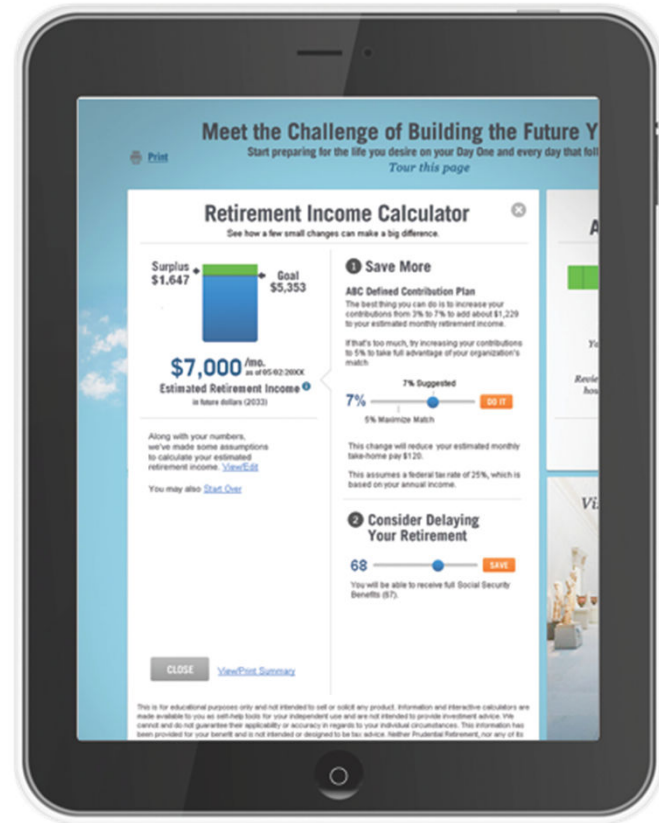 Meet the Challenge of Building the Future Y
Start preparing for the life you desire on your Day One and every day that foll
Print
Tour this page
Retirement Income Calculator
See how a few small changes can make a big difference.
Surplus
$1,647
Goal
$5,353
$7,000 /mo.
as of 05/02/20XX
Estimated Retirement Income
in future dollars (2033)
Along with your numbers,
we've made some assumptions
to calculate your estimated
retirement income. View/Edit
You may also Start Over
1 Save More
ABC Defined Contribution Plan
The best thing you can do is to increase your
contributions from 3% to 7% to add about $1,229
to your estimated monthly retirement income.
If that's too much, try increasing your contributions
to 5% to take full advantage of your organization's
match
7% Suggested
7%
DO IT
5% Maximize Match
This change will reduce your estimated monthly
take-home pay $120.
This assumes a federal tax rate of 25%, which is
based on your annual income.
2 Consider Delaying
Your Retirement
68
SAVE
You will be able to receive full Social Security
Benefits (67).
CLOSE
View/Print Summary
This is for educational purposes only and not intended to sell or solicit any product. Information and interactive calculators are
made available to you as self-help tools for your independent use and are not intended to provide investment advice. We
cannot and do not guarantee their applicability or accuracy in regards to your individual circumstances. This information has
been provided for your benefit and is not intended or designed to be tax advice. Neither Prudential Retirement, nor any of its
A
Revie
hou
Vi